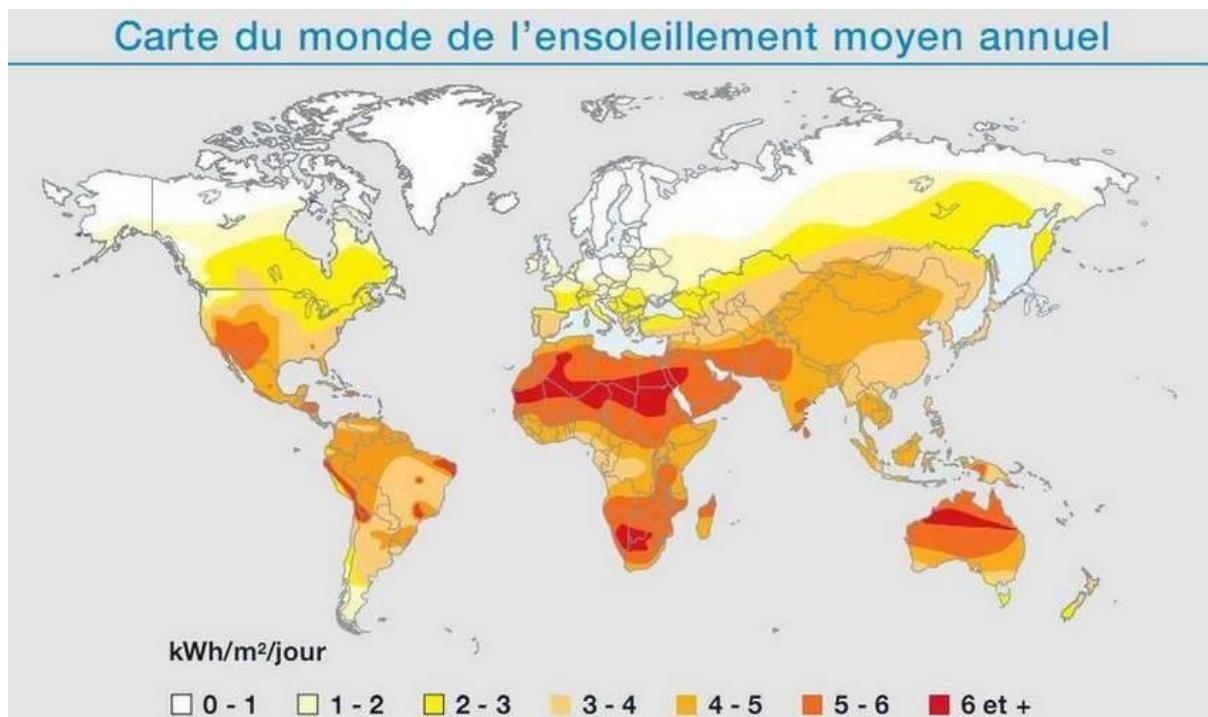 Carte du monde de l'ensoleillement moyen annuel
kWh/m²/jour
0 - 1 1 - 2 2 - 3 3 - 4 4 - 5 5 - 6 6 et +